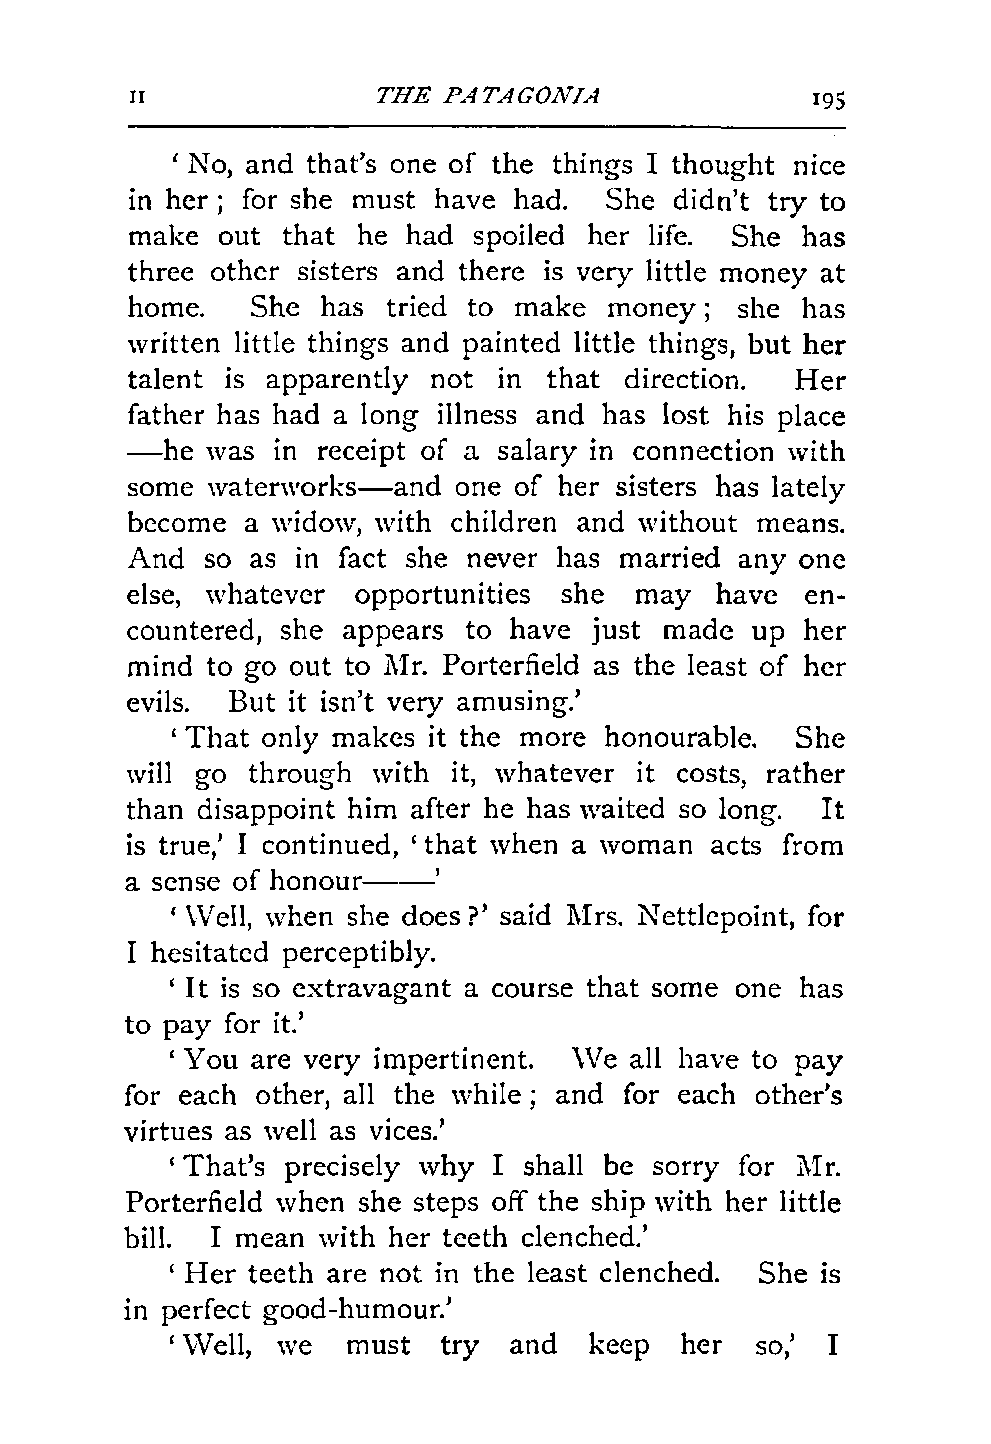 II THE PATAGONIA 195
‘No, and that’s one of the things I thought nice
in her; for she must have had. She didn’t try to
make out that he had spoiled her life. She has
three other sisters and there is very little money at
home. She has tried to make money; she has
written little things and painted little things, but her
talent is apparently not in that direction. Her
father has had a long illness and has lost his place
—he was in receipt of a salary in connection with
some waterworks—and one of her sisters has lately
become a widow, with children and without means.
And so as in fact she never has married any one
else, whatever opportunities she may have en-
countered, she appears to have just made up her
mind to go out to Mr. Porterfield as the least of her
evils. But it isn’t very amusing.’
‘That only makes it the more honourable. She
will go through with it, whatever it costs, rather
than disappoint him after he has waited so long. It
is true,’ I continued, ‘that when a woman acts from
a sense of honour——’
‘Well, when she does?’ said Mrs. Nettlepoint, for
I hesitated perceptibly.
‘It is so extravagant a course that some one has
to pay for it.’
‘You are very impertinent. We all have to pay
for each other, all the while; and for each other’s
virtues as well as vices.’
‘That’s precisely why I shall be sorry for Mr.
Porterfield when she steps off the ship with her little
bill. I mean with her teeth clenched.’
‘Her teeth are not in the least clenched. She is
in perfect good-humour.’
‘Well, we must try and keep her so,’ I